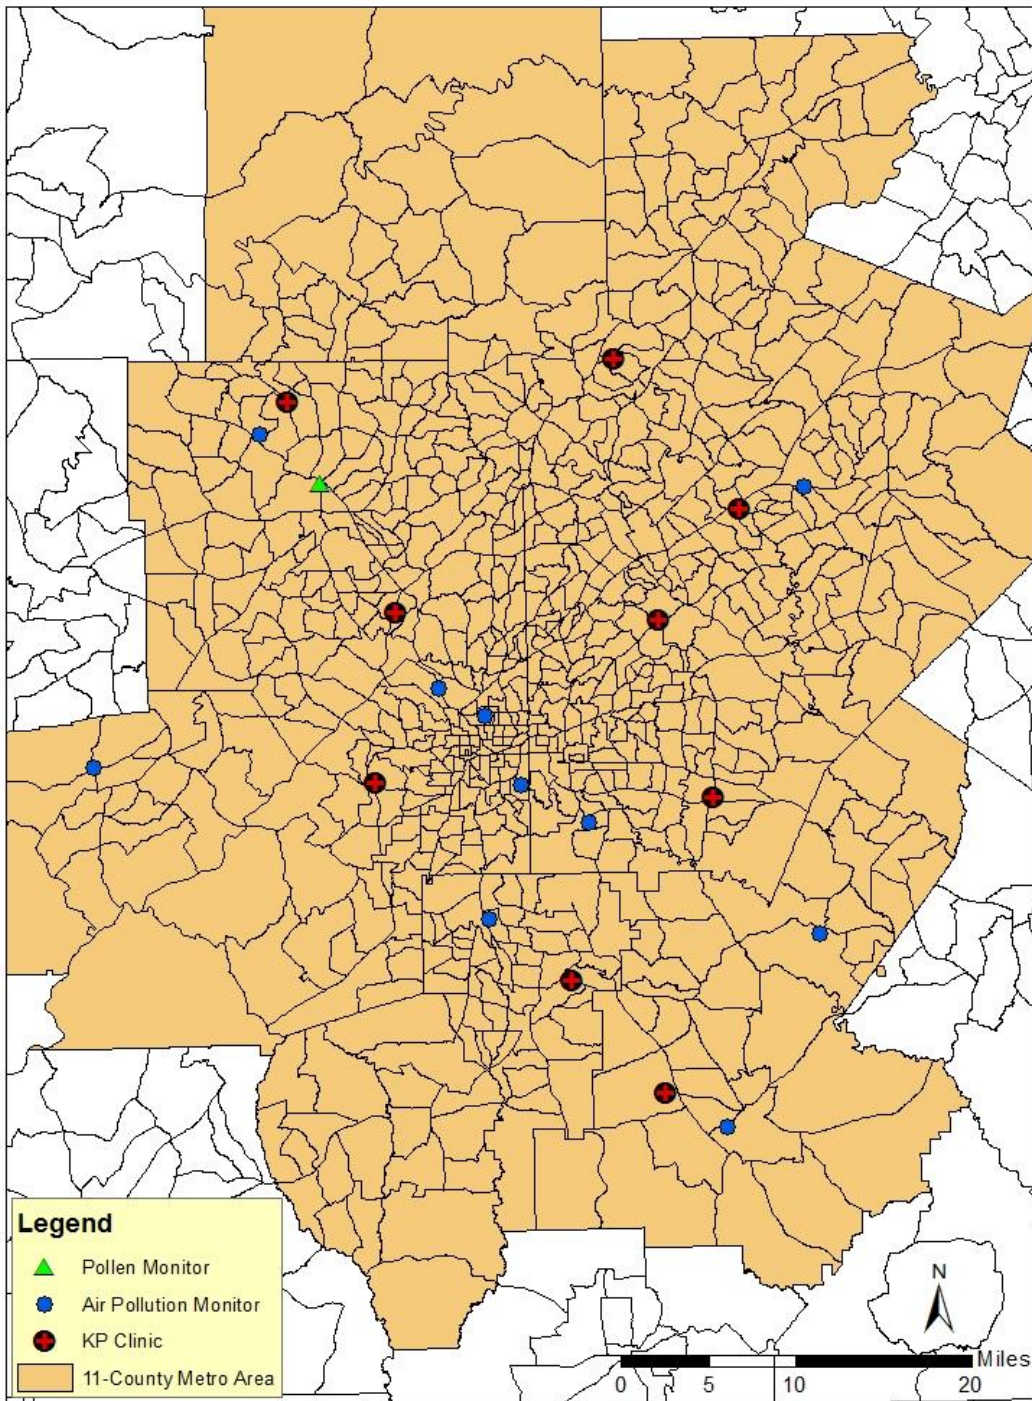 Legend
Pollen Monitor
Air Pollution Monitor
KP Clinic
11-County Metro Area
N
Miles
0 5 10 20